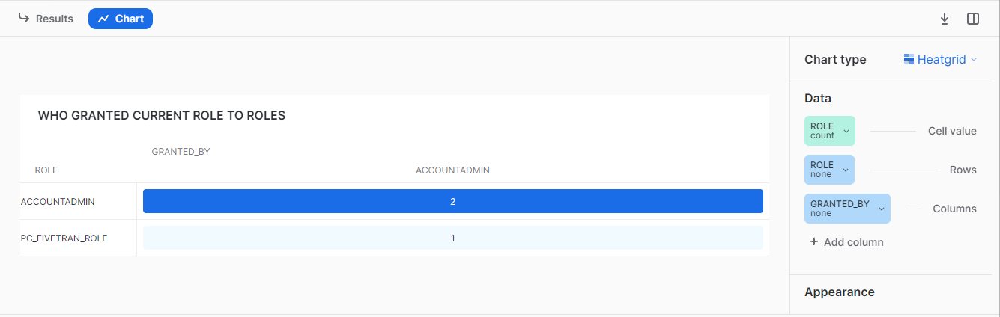 Results
Chart
WHO GRANTED CURRENT ROLE TO ROLES
GRANTED_BY
ROLE
ACCOUNTADMIN
ACCOUNTADMIN
2
PC_FIVETRAN_ROLE
1
Chart type
Heatgrid
Data
ROLE
count
Cell value
ROLE
none
Rows
GRANTED_BY
none
Columns
+ Add column
Appearance